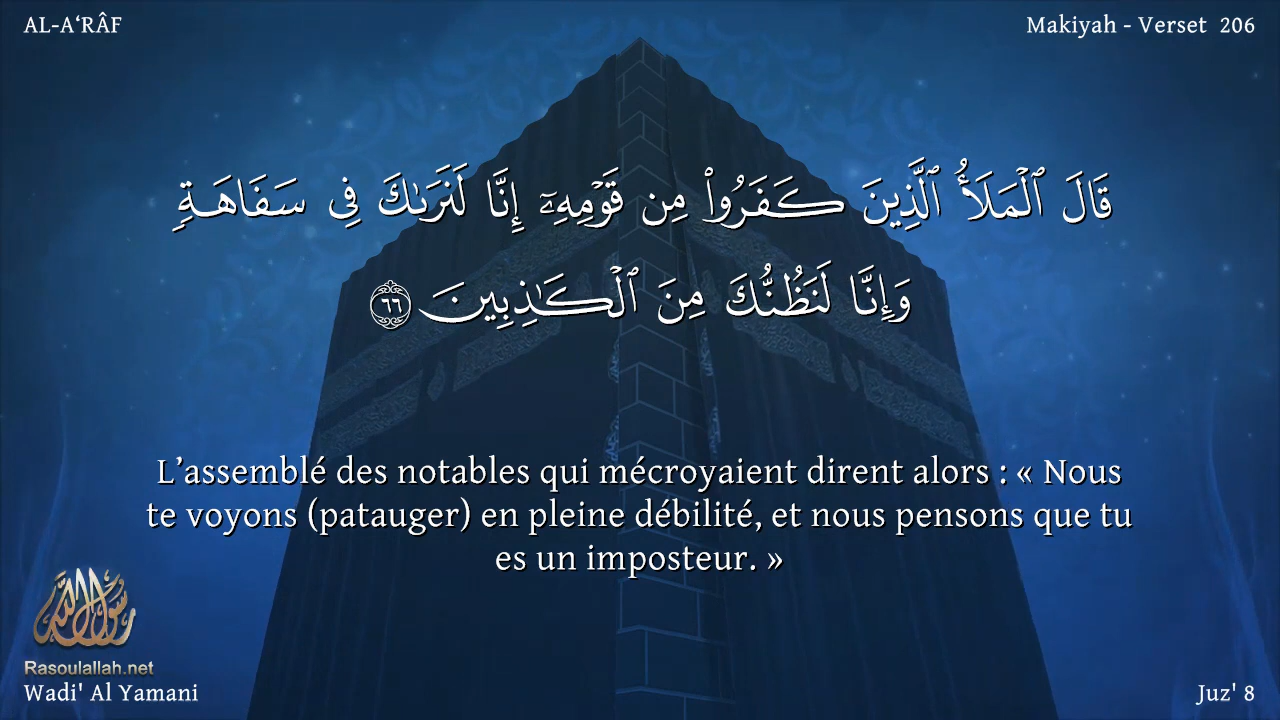 AL-A‘RÂF
Makiyah - Verset 206
قَالَ ٱلْمَلَأُ ٱلَّذِينَ كَفَرُوا۟ مِن قَوْمِهِۦٓ إِنَّا لَنَرَىٰكَ فِى سَفَاهَةٍۢ
وَإِنَّا لَنَظُنُّكَ مِنَ ٱلْكَـٰذِبِينَ ٦٦
L’assemblé des notables qui mécroyaient dirent alors : « Nous
te voyons (patauger) en pleine débilité, et nous pensons que tu
es un imposteur. »
رسول الله
Rasoulallah.net
Wadi' Al Yamani
Juz' 8